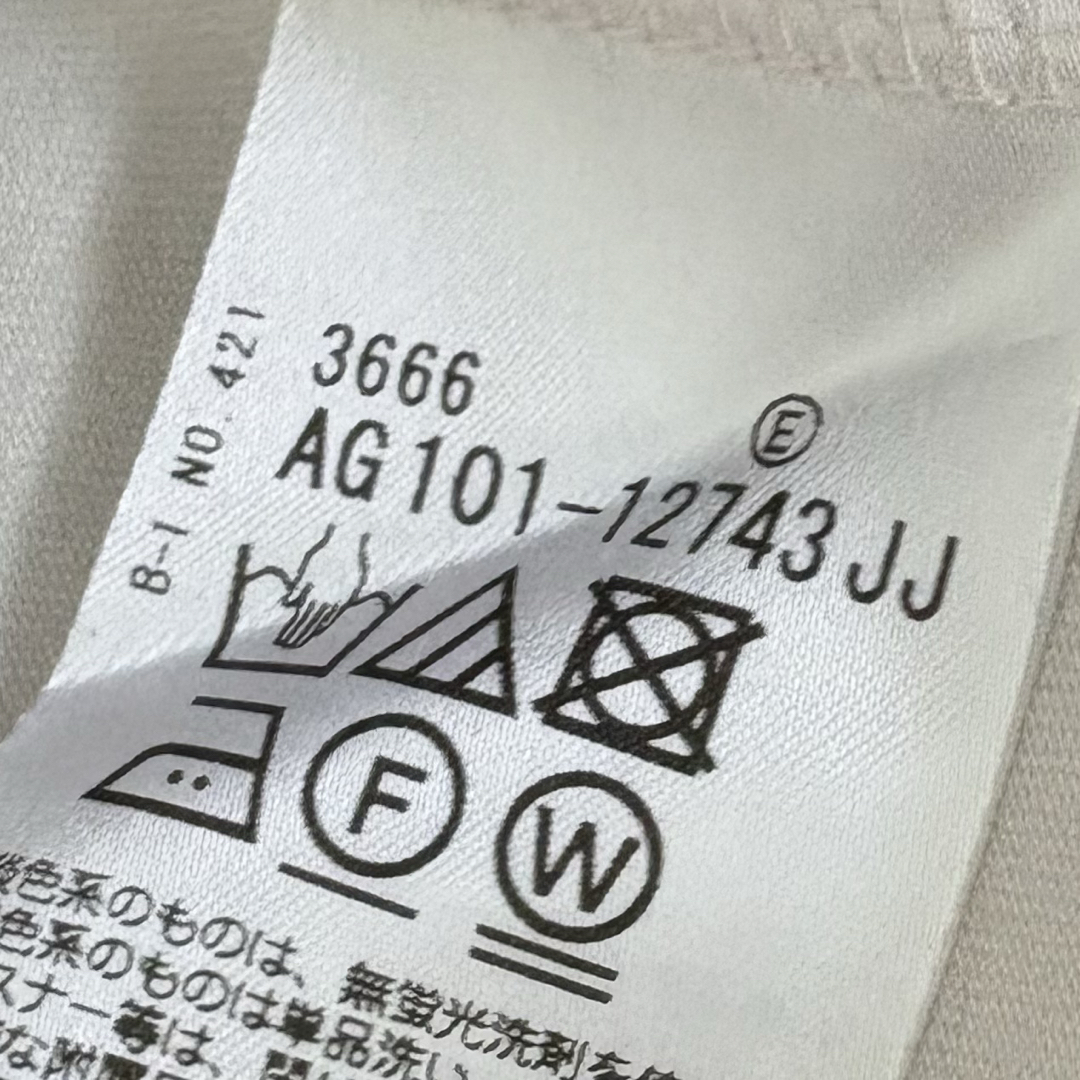 B-1 NO. 421
3666
E
AG101-12743 JJ
F
W
色系のものは、無蛍光洗剤を
色系のものは単品洗い
スナー等は、